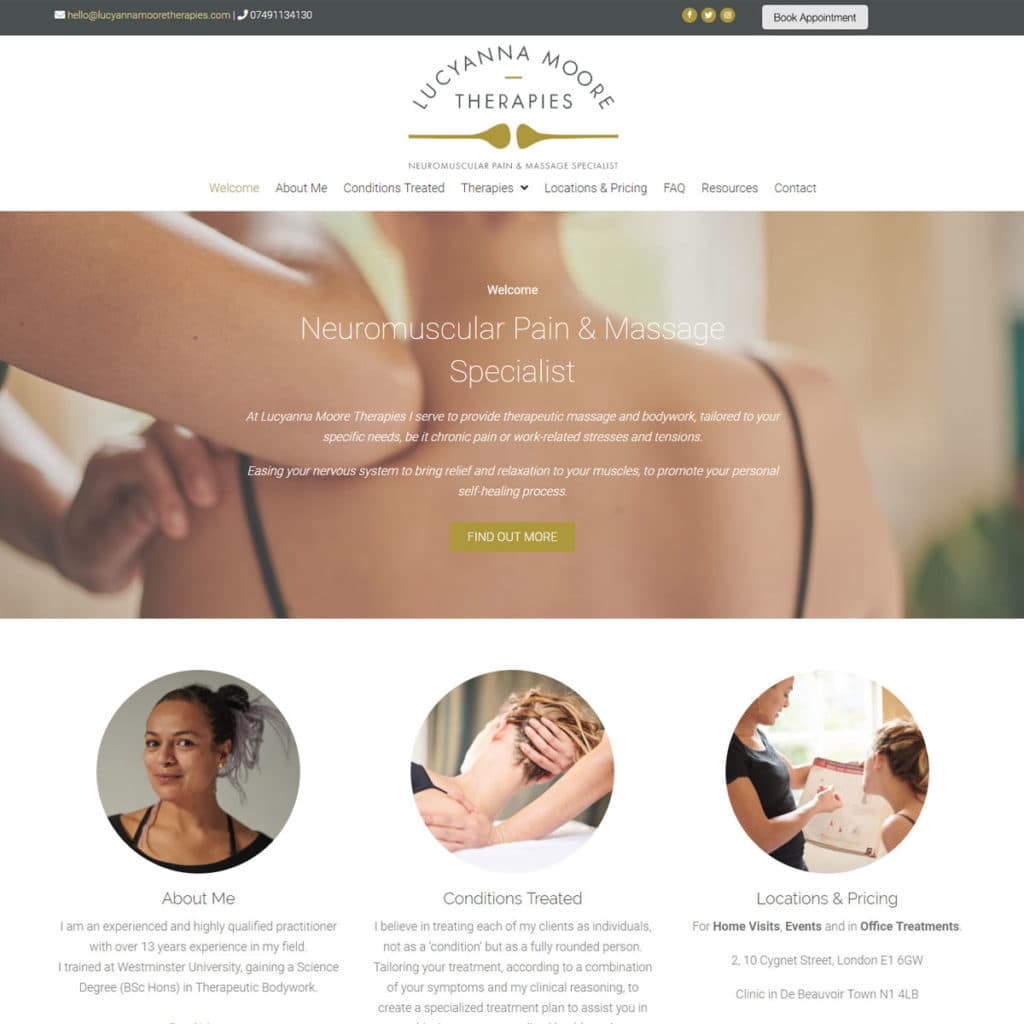 hello@lucyannamooretherapies.com | 07491134130
Book Appointment
LUCYANNA MOORE
THERAPIES
NEUROMUSCULAR PAIN & MASSAGE SPECIALIST
Welcome About Me Conditions Treated Therapies Locations & Pricing FAQ Resources Contact
Welcome
Neuromuscular Pain & Massage
Specialist
At Lucyanna Moore Therapies I serve to provide therapeutic massage and bodywork, tailored to your
specific needs, be it chronic pain or work-related stresses and tensions.
Easing your nervous system to bring relief and relaxation to your muscles, to promote your personal
self-healing process.
FIND OUT MORE
About Me
I am an experienced and highly qualified practitioner
with over 13 years experience in my field.
I trained at Westminster University, gaining a Science
Degree (BSc Hons) in Therapeutic Bodywork.
Conditions Treated
I believe in treating each of my clients as individuals,
not as a ‘condition’ but as a fully rounded person.
Tailoring your treatment, according to a combination
of your symptoms and my clinical reasoning, to
create a specialized treatment plan to assist you in
Locations & Pricing
For Home Visits, Events and in Office Treatments.
2, 10 Cygnet Street, London E1 6GW
Clinic in De Beauvoir Town N1 4LB